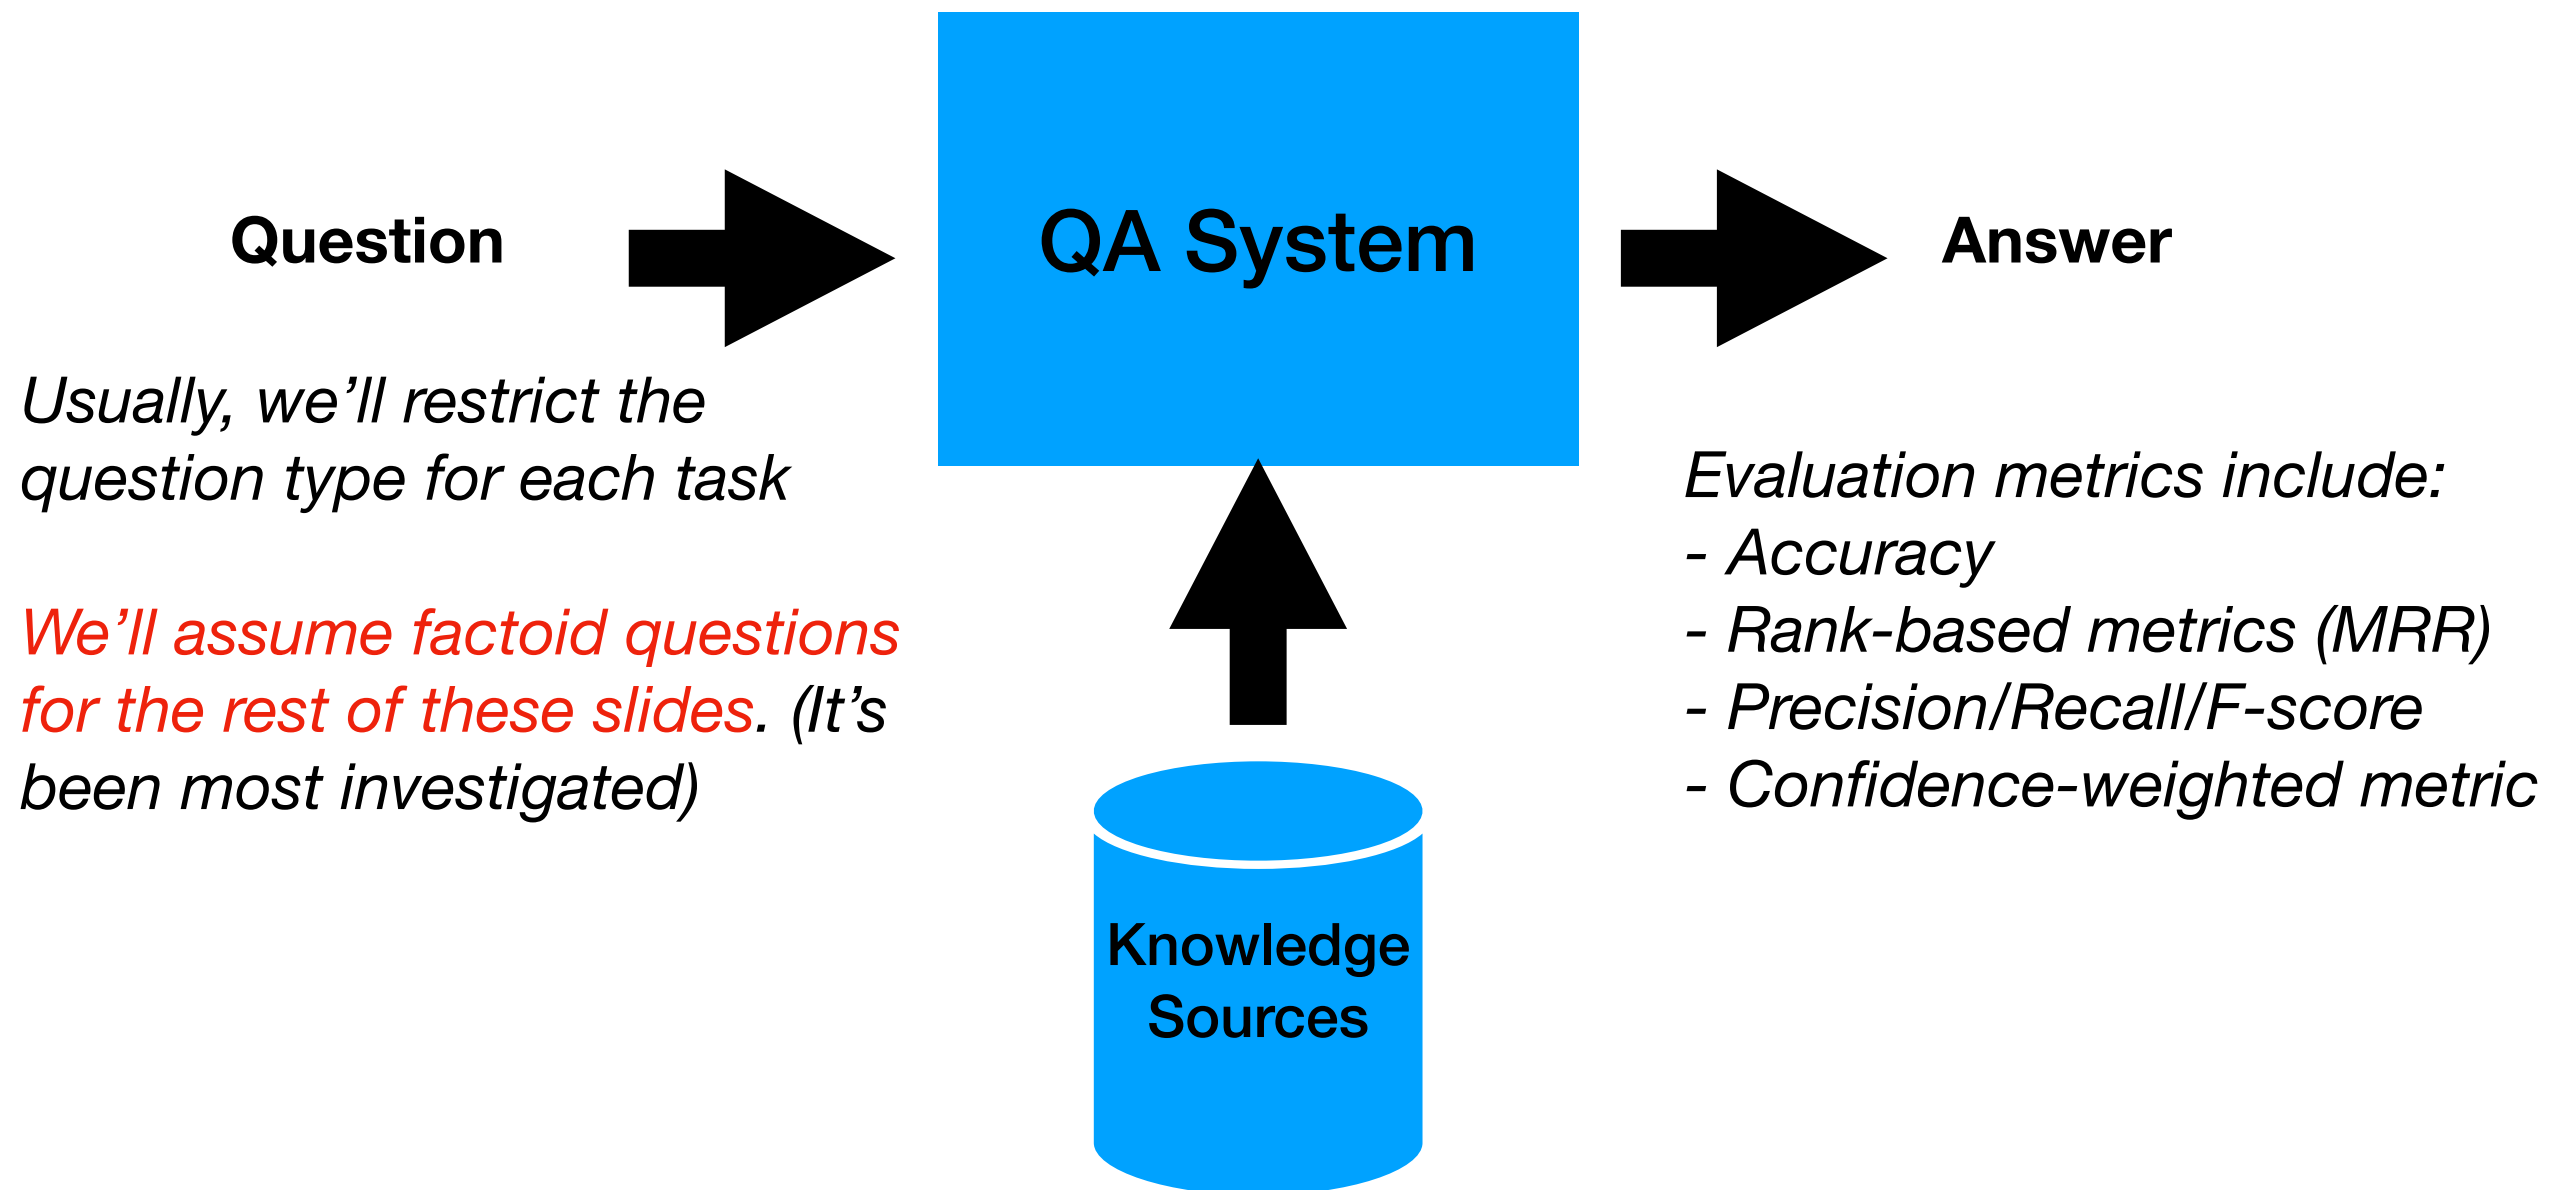 Question
QA System
Answer
Usually, we’ll restrict the
question type for each task
We’ll assume factoid questions
for the rest of these slides. (It’s
been most investigated)
Evaluation metrics include:
- Accuracy
- Rank-based metrics (MRR)
- Precision/Recall/F-score
- Confidence-weighted metric
Knowledge
Sources